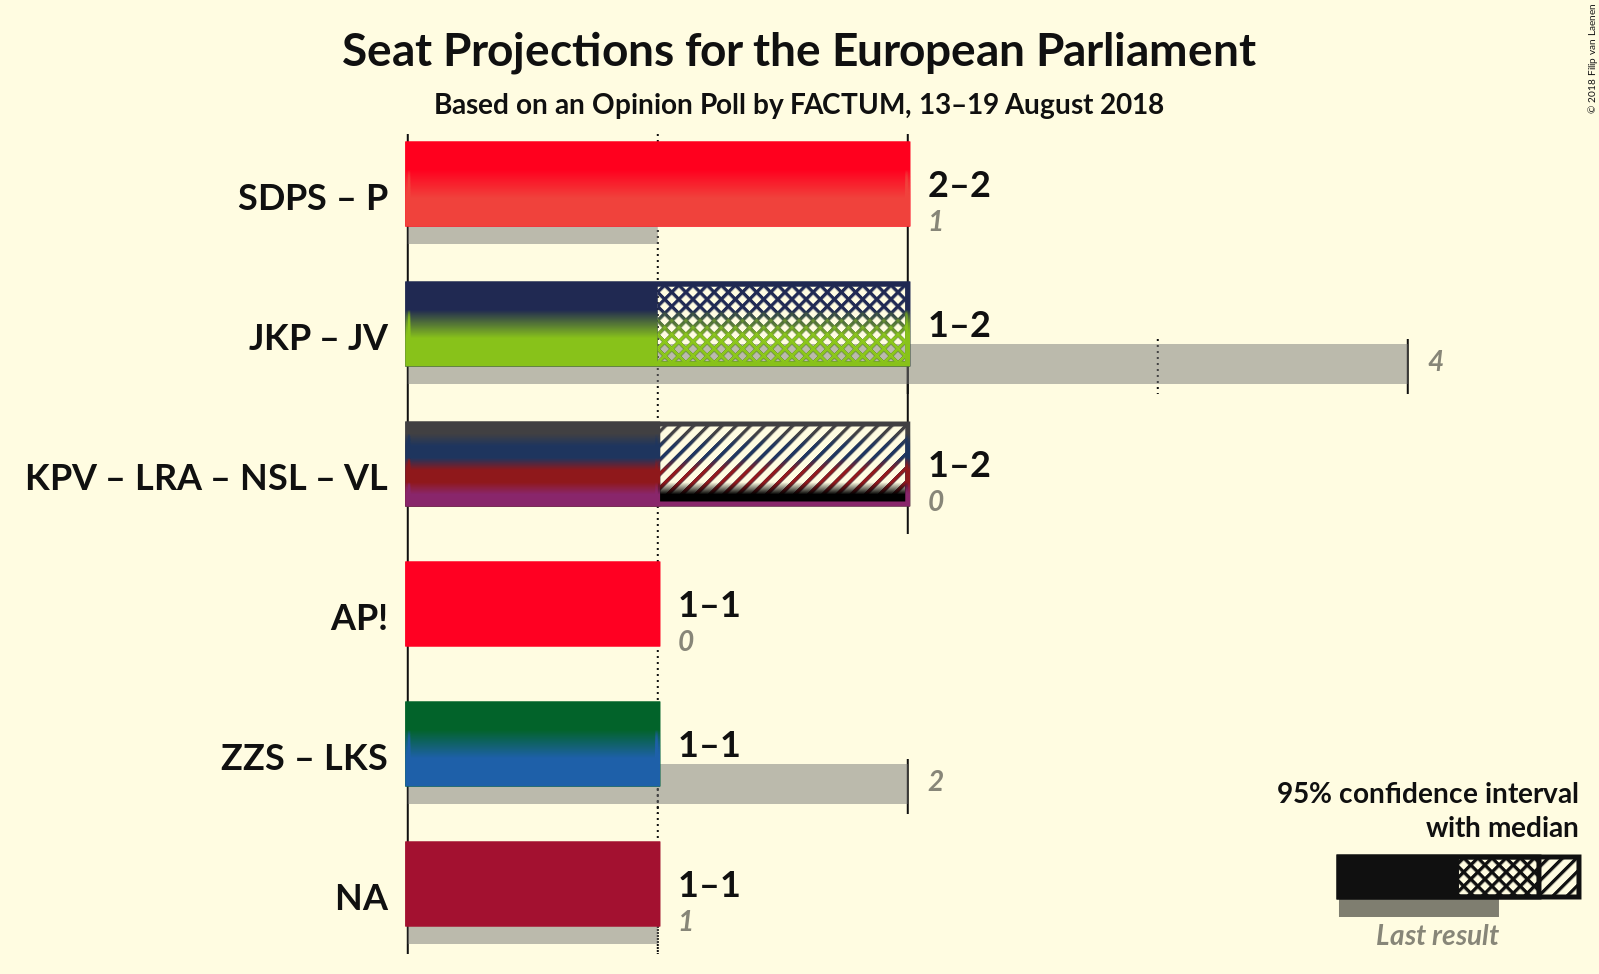 Seat Projections for the European Parliament
Based on an Opinion Poll by FACTUM, 13–19 August 2018
© 2018 Filip van Laenen
SDPS – P
2–2
1
JKP – JV
1–2
4
KPV – LRA – NSL – VL
1–2
0
AP!
1–1
0
ZZS – LKS
1–1
2
NA
1–1
1
95% confidence interval
with median
Last result